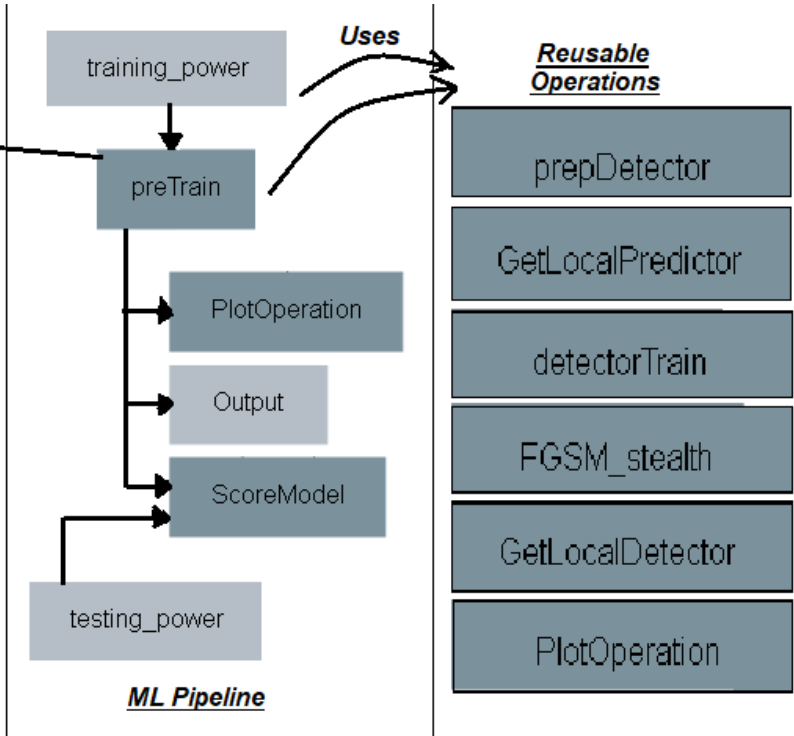 Uses
training_power
preTrain
PlotOperation
Output
ScoreModel
testing_power
ML Pipeline
Reusable
Operations
prepDetector
GetLocalPredictor
detectorTrain
FGSM_stealth
GetLocalDetector
PlotOperation